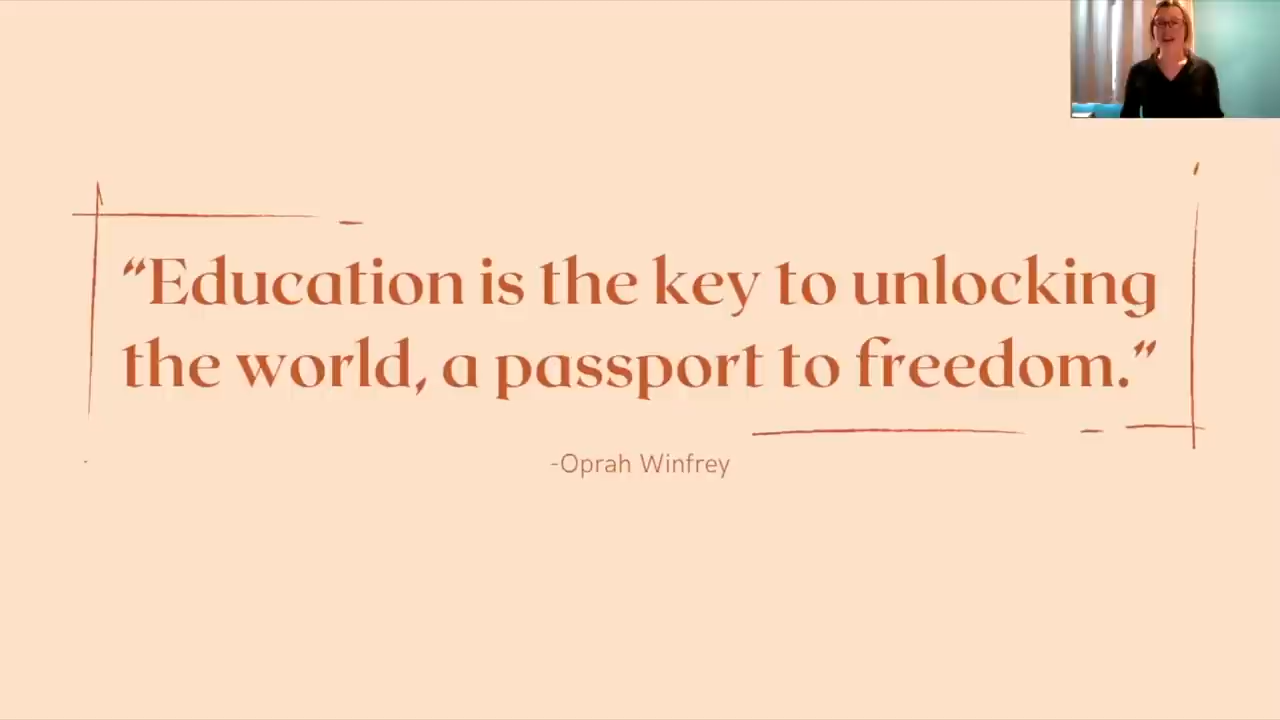 “Education is the key to unlocking
the world, a passport to freedom.”
-Oprah Winfrey